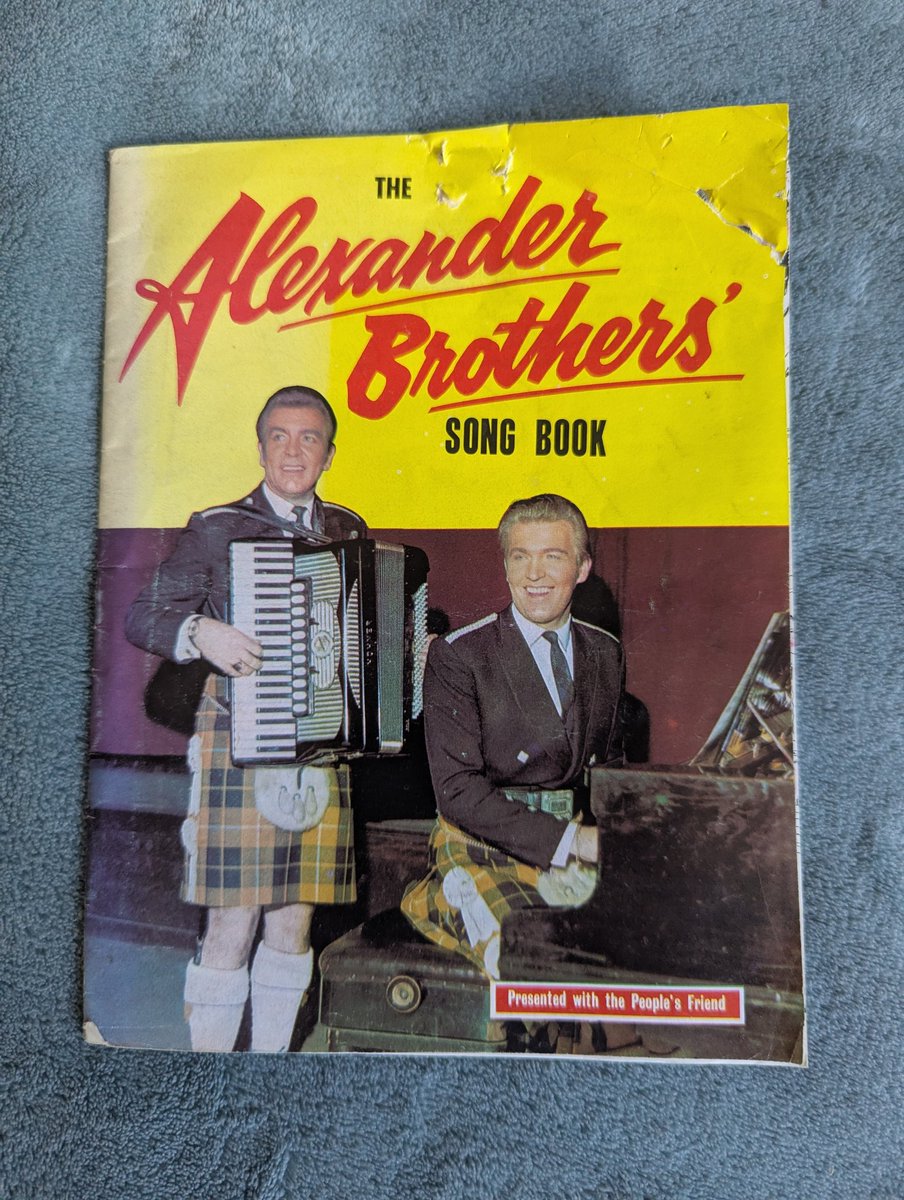 THE
Alexander
Brothers'
SONG BOOK
Presented with the People's Friend